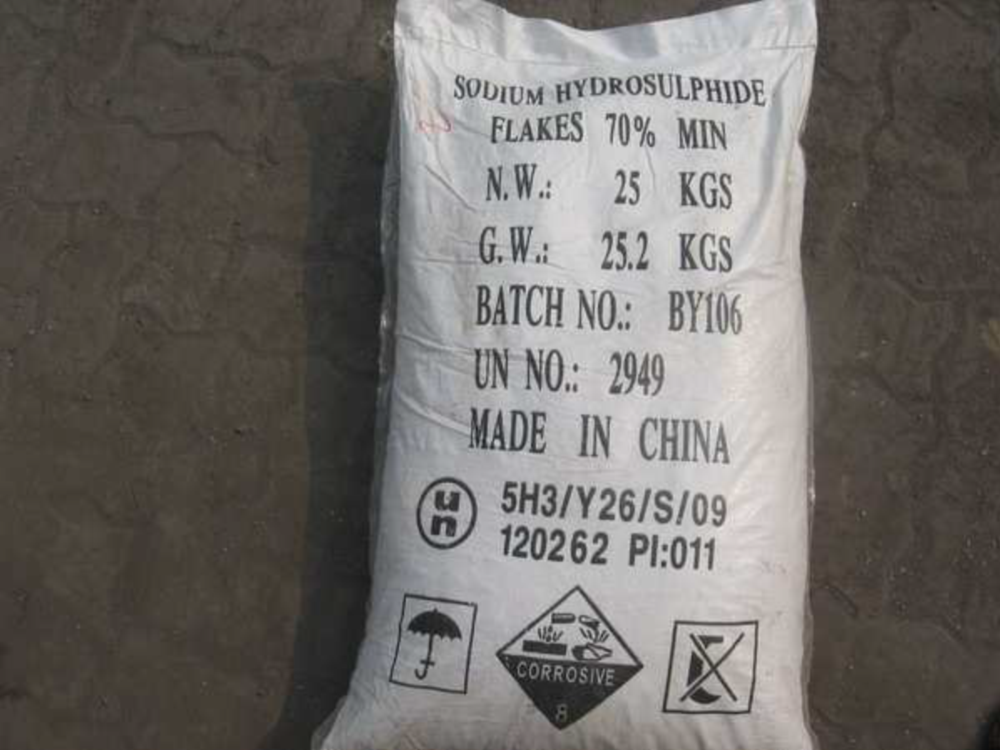 SODIUM HYDROSULPHIDE
FLAKES 70% MIN
N.W.: 25 KGS
G.W.: 25.2 KGS
BATCH NO.: BY106
UN NO.: 2949
MADE IN CHINA
un 5H3/Y26/S/09
120262 PI:011
CORROSIVE
8